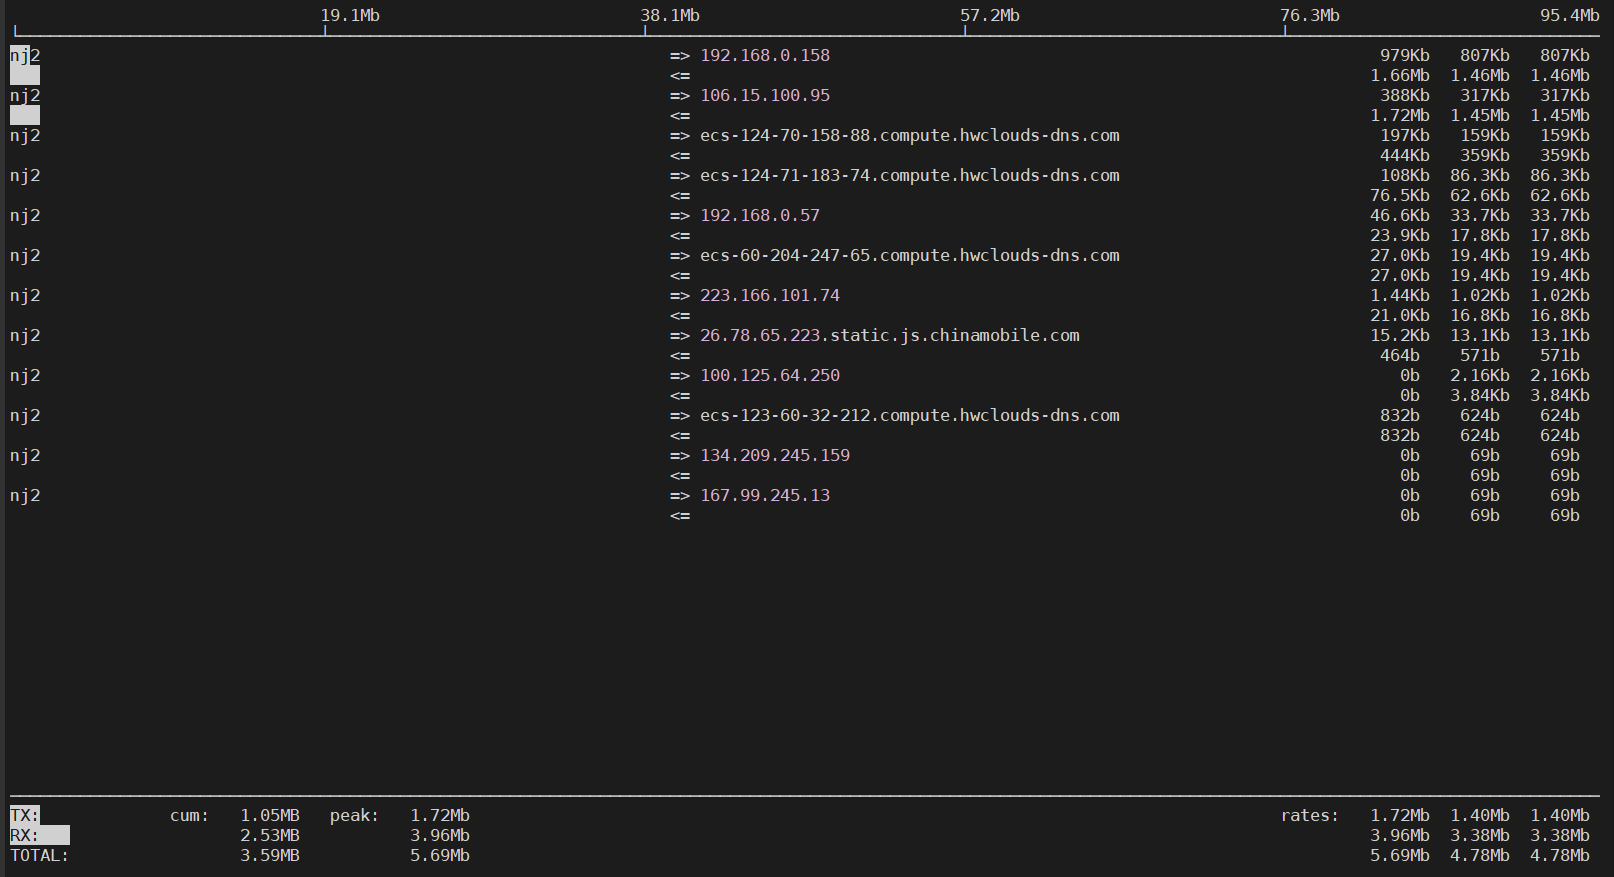 19.1Mb 38.1Mb 57.2Mb 76.3Mb 95.4Mb
nj2 => 192.168.0.158 979Kb 807Kb 807Kb
<= 1.66Mb 1.46Mb 1.46Mb
nj2 => 106.15.100.95 388Kb 317Kb 317Kb
<= 1.72Mb 1.45Mb 1.45Mb
nj2 => ecs-124-70-158-88.compute.hwclouds-dns.com 197Kb 159Kb 159Kb
<= 444Kb 359Kb 359Kb
nj2 => ecs-124-71-183-74.compute.hwclouds-dns.com 108Kb 86.3Kb 86.3Kb
<= 76.5Kb 62.6Kb 62.6Kb
nj2 => 192.168.0.57 46.6Kb 33.7Kb 33.7Kb
<= 23.9Kb 17.8Kb 17.8Kb
nj2 => ecs-60-204-247-65.compute.hwclouds-dns.com 27.0Kb 19.4Kb 19.4Kb
<= 27.0Kb 19.4Kb 19.4Kb
nj2 => 223.166.101.74 1.44Kb 1.02Kb 1.02Kb
<= 21.0Kb 16.8Kb 16.8Kb
nj2 => 26.78.65.223.static.js.chinamobile.com 15.2Kb 13.1Kb 13.1Kb
<= 464b 571b 571b
nj2 => 100.125.64.250 0b 2.16Kb 2.16Kb
<= 0b 3.84Kb 3.84Kb
nj2 => ecs-123-60-32-212.compute.hwclouds-dns.com 832b 624b 624b
<= 832b 624b 624b
nj2 => 134.209.245.159 0b 69b 69b
<= 0b 69b 69b
nj2 => 167.99.245.13 0b 69b 69b
<= 0b 69b 69b
TX: cum: 1.05MB peak: 1.72Mb rates: 1.72Mb 1.40Mb 1.40Mb
RX: 2.53MB 3.96Mb 3.96Mb 3.38Mb 3.38Mb
TOTAL: 3.59MB 5.69Mb 5.69Mb 4.78Mb 4.78Mb